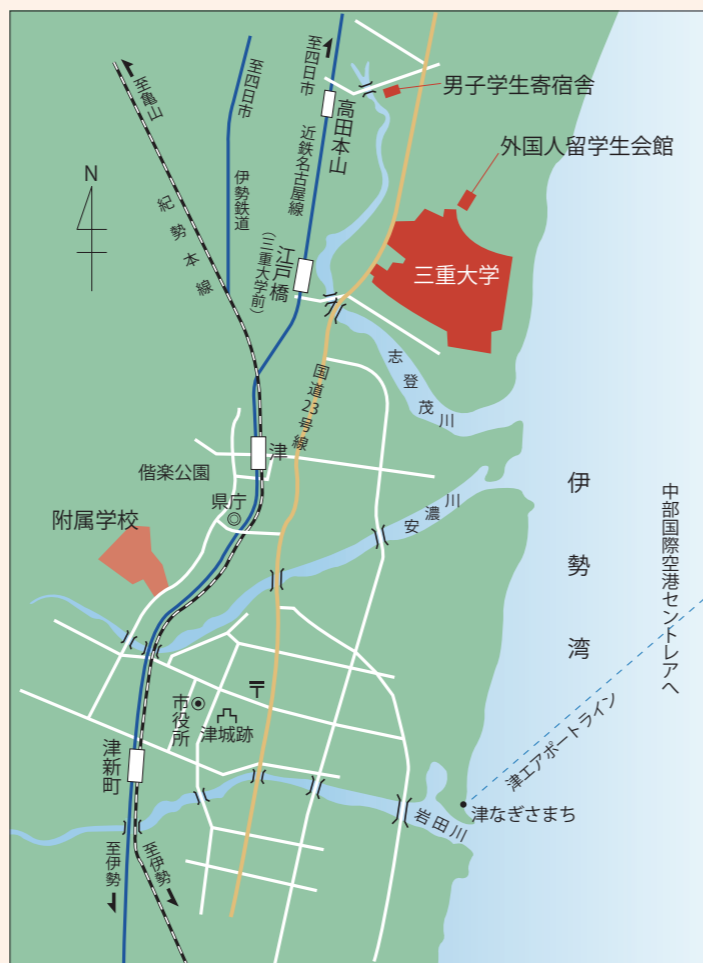 至四日市
至亀山
至四日市
高田本山
男子学生寄宿舎
近鉄名古屋線
外国人留学生会館
伊勢鉄道
N
紀勢本線
江戸橋
(三重大学前)
三重大学
志登茂川
国道23号線
津
偕楽公園
県庁
安濃川
附属学校
伊勢湾
中部国際空港セントレアへ
〒
市役所
津城跡
津新町
津エアポートライン
津なぎさまち
岩田川
至伊勢
至伊勢